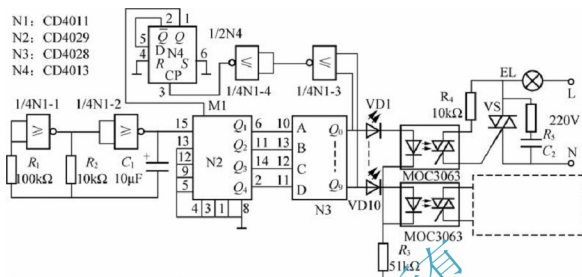 N1: CD4011
N2: CD4029
N3: CD4028
N4: CD4013
2 1
5 Q̄ Q
D 1/2N4
4 6
R S
CP
3
1/4N1-4
1/4N1-3
1/4N1-1
1/4N1-2
M1
≥ ≥ ≥ ≥
15
13
12
9
5
4 3 1 8
N2
Q₁ 6 10 A
Q₂ 11 13 B
Q₃ 14 12 C
Q₄ 2 11 D
N3
Q₀
Q₉
VD1
VD10
R₁
100kΩ
R₂
10kΩ
C₁
10μF
+
R₃
51kΩ
R₄
10kΩ
MOC3063
MOC3063
EL
L
VS
220V
R₅
C₂
N
有